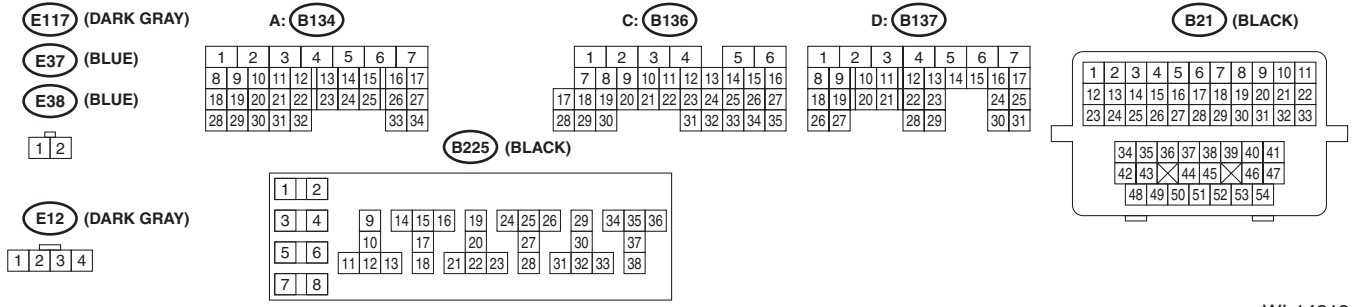 E117 (DARK GRAY)
E37 (BLUE)
E38 (BLUE)
1 2
E12 (DARK GRAY)
1 2 3 4
A: B134
1 2 3 4 5 6 7
8 9 10 11 12 13 14 15 16 17
18 19 20 21 22 23 24 25 26 27
28 29 30 31 32 33 34
C: B136
1 2 3 4 5 6
7 8 9 10 11 12 13 14 15 16
17 18 19 20 21 22 23 24 25 26 27
28 29 30 31 32 33 34 35
D: B137
1 2 3 4 5 6 7
8 9 10 11 12 13 14 15 16 17
18 19 20 21 22 23 24 25
26 27 28 29 30 31
B21 (BLACK)
1 2 3 4 5 6 7 8 9 10 11
12 13 14 15 16 17 18 19 20 21 22
23 24 25 26 27 28 29 30 31 32 33
34 35 36 37 38 39 40 41
42 43 44 45 46 47
48 49 50 51 52 53 54
B225 (BLACK)
1 2
3 4 9 14 15 16 19 24 25 26 29 34 35 36
10 17 20 27 30 37
5 6 11 12 13 18 21 22 23 28 31 32 33 38
7 8